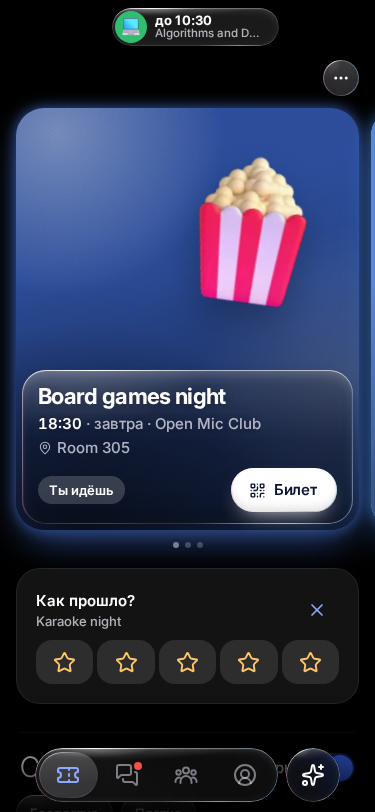 до 10:30
Algorithms and D...
Board games night
18:30 · завтра · Open Mic Club
Room 305
Ты идёшь
Билет
Как прошло?
Karaoke night